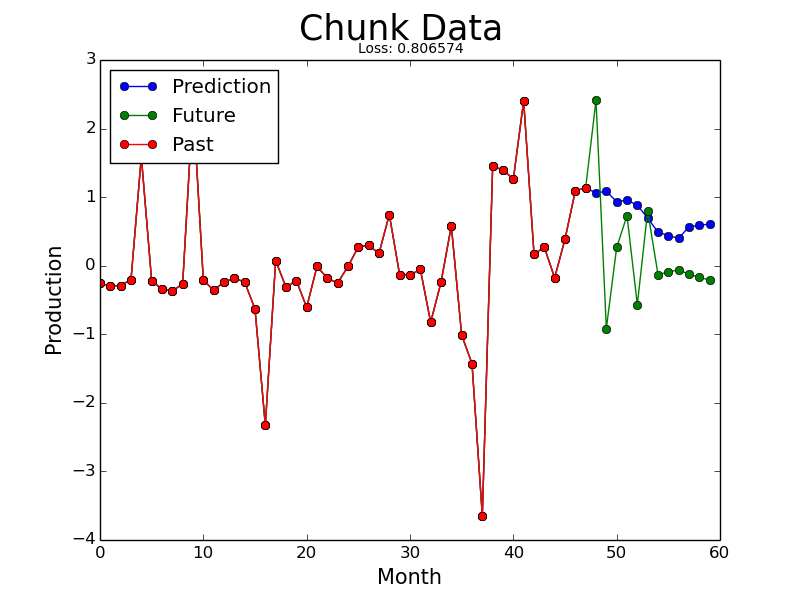 Chunk Data
Loss: 0.806574
Prediction
Future
Past
3
2
1
0
−1
−2
−3
−4
Production
0 10 20 30 40 50 60
Month